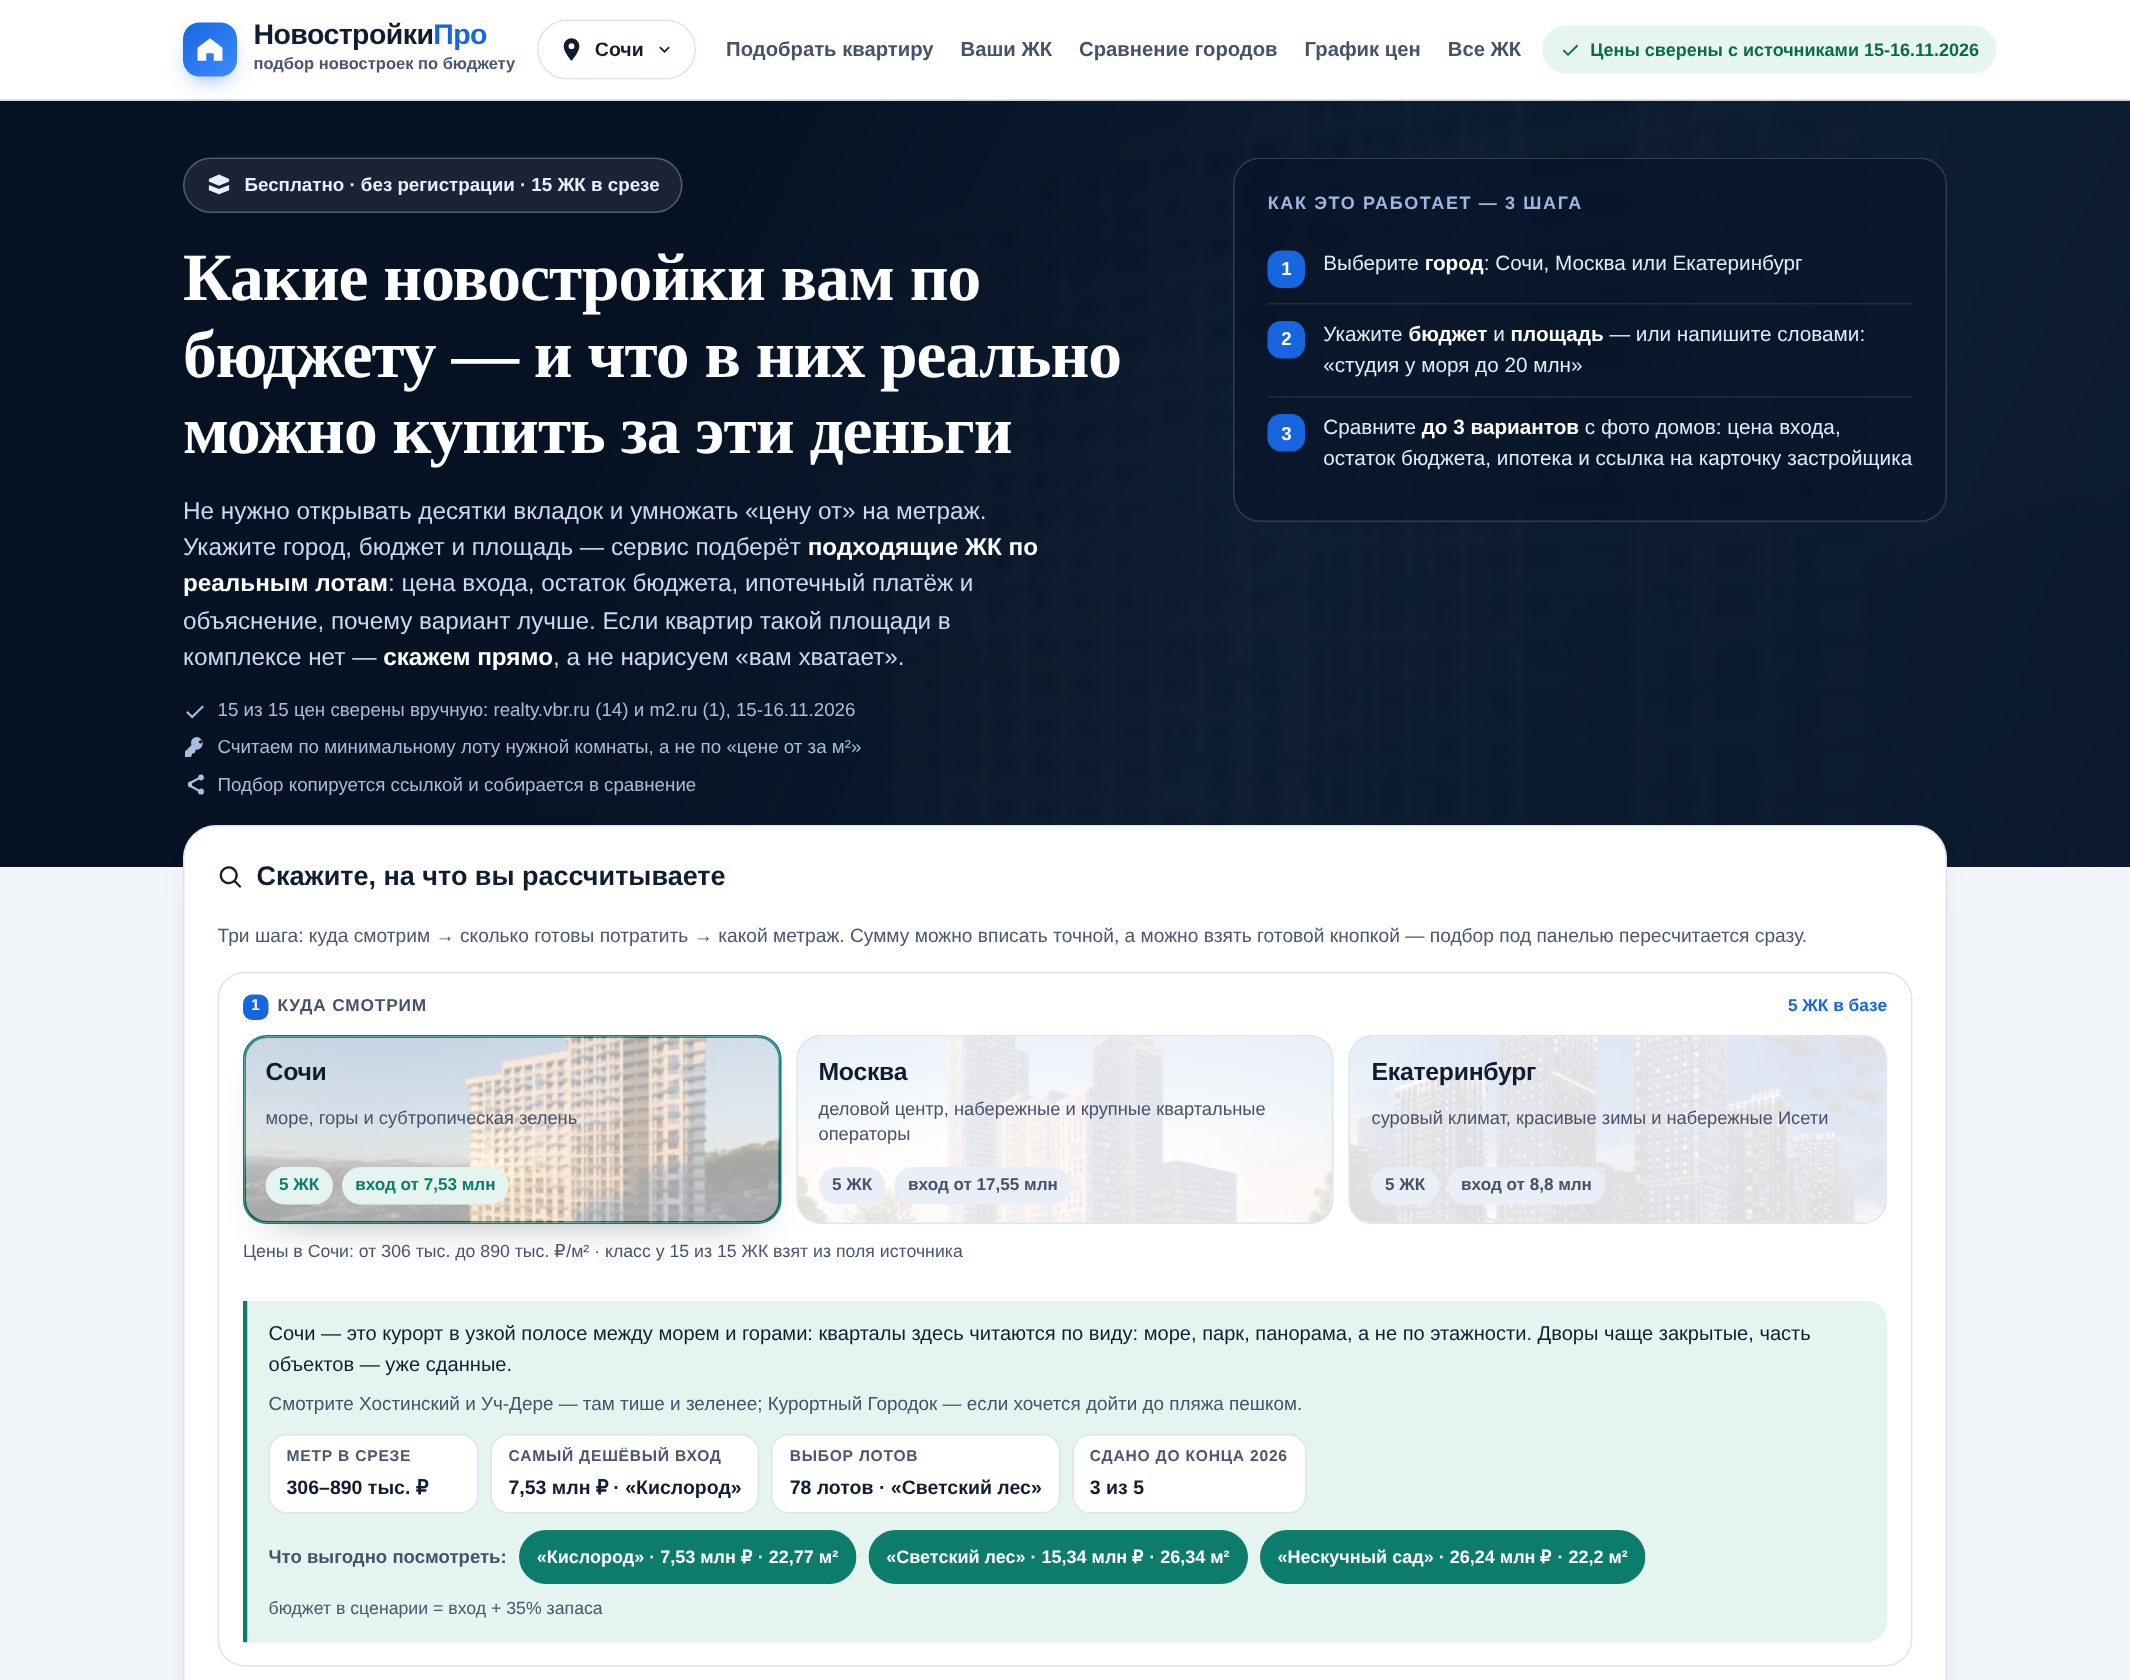 НовостройкиПро
подбор новостроек по бюджету
Сочи
Подобрать квартиру
Ваши ЖК
Сравнение городов
График цен
Все ЖК
Цены сверены с источниками 15-16.11.2026
Бесплатно · без регистрации · 15 ЖК в срезе
Какие новостройки вам по
бюджету — и что в них реально
можно купить за эти деньги
Не нужно открывать десятки вкладок и умножать «цену от» на метраж.
Укажите город, бюджет и площадь — сервис подберёт подходящие ЖК по
реальным лотам: цена входа, остаток бюджета, ипотечный платёж и
объяснение, почему вариант лучше. Если квартир такой площади в
комплексе нет — скажем прямо, а не нарисуем «вам хватает».
15 из 15 цен сверены вручную: realty.vbr.ru (14) и m2.ru (1), 15-16.11.2026
Считаем по минимальному лоту нужной комнаты, а не по «цене от за м²»
Подбор копируется ссылкой и собирается в сравнение
КАК ЭТО РАБОТАЕТ — 3 ШАГА
1 Выберите город: Сочи, Москва или Екатеринбург
2 Укажите бюджет и площадь — или напишите словами:
«студия у моря до 20 млн»
3 Сравните до 3 вариантов с фото домов: цена входа,
остаток бюджета, ипотека и ссылка на карточку застройщика
Скажите, на что вы рассчитываете
Три шага: куда смотрим → сколько готовы потратить → какой метраж. Сумму можно вписать точной, а можно взять готовой кнопкой — подбор под панелью пересчитается сразу.
1 КУДА СМОТРИМ
5 ЖК в базе
Сочи
море, горы и субтропическая зелень
5 ЖК
вход от 7,53 млн
Москва
деловой центр, набережные и крупные квартальные
операторы
5 ЖК
вход от 17,55 млн
Екатеринбург
суровый климат, красивые зимы и набережные Исети
5 ЖК
вход от 8,8 млн
Цены в Сочи: от 306 тыс. до 890 тыс. ₽/м² · класс у 15 из 15 ЖК взят из поля источника
Сочи — это курорт в узкой полосе между морем и горами: кварталы здесь читаются по виду: море, парк, панорама, а не по этажности. Дворы чаще закрытые, часть
объектов — уже сданные.
Смотрите Хостинский и Уч-Дере — там тише и зеленее; Курортный Городок — если хочется дойти до пляжа пешком.
МЕТР В СРЕЗЕ
306–890 тыс. ₽
САМЫЙ ДЕШЁВЫЙ ВХОД
7,53 млн ₽ · «Кислород»
ВЫБОР ЛОТОВ
78 лотов · «Светский лес»
СДАНО ДО КОНЦА 2026
3 из 5
Что выгодно посмотреть:
«Кислород» · 7,53 млн ₽ · 22,77 м²
«Светский лес» · 15,34 млн ₽ · 26,34 м²
«Нескучный сад» · 26,24 млн ₽ · 22,2 м²
бюджет в сценарии = вход + 35% запаса